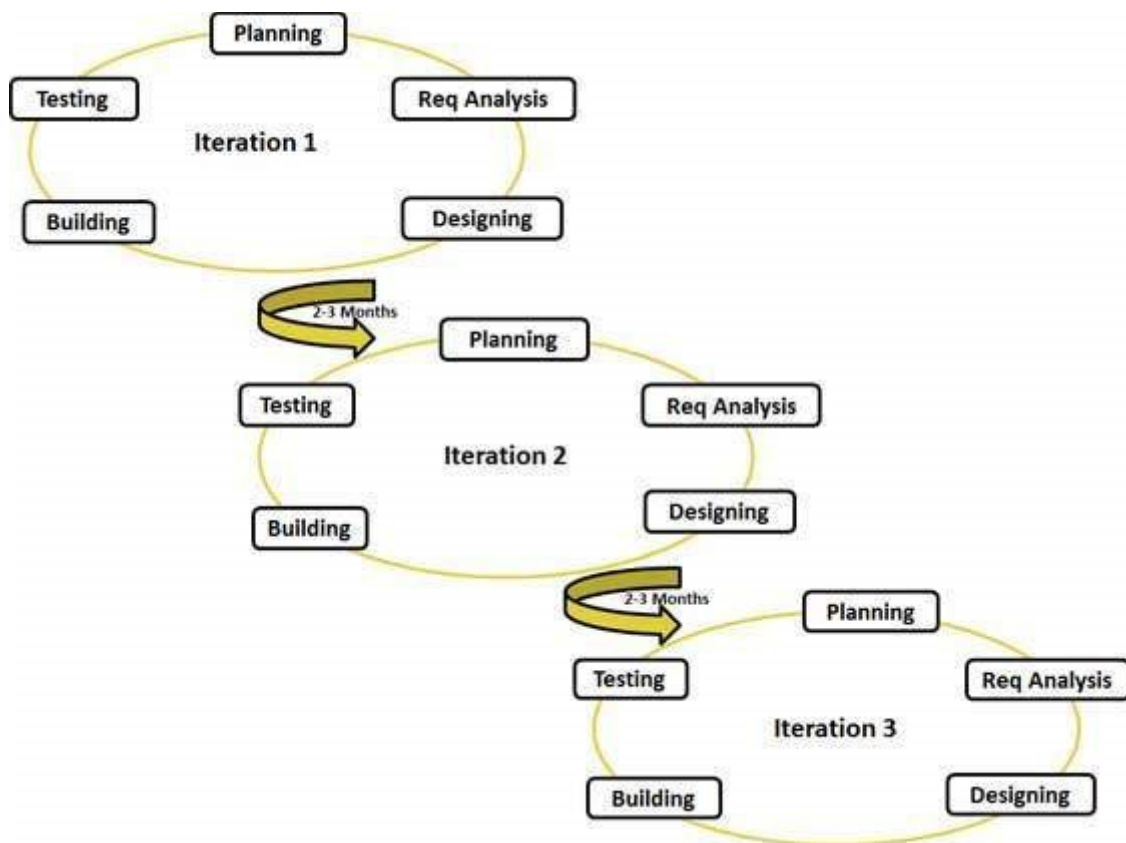 Planning
Testing
Req Analysis
Iteration 1
Building
Designing
2-3 Months
Planning
Testing
Req Analysis
Iteration 2
Building
Designing
2-3 Months
Planning
Testing
Req Analysis
Iteration 3
Building
Designing